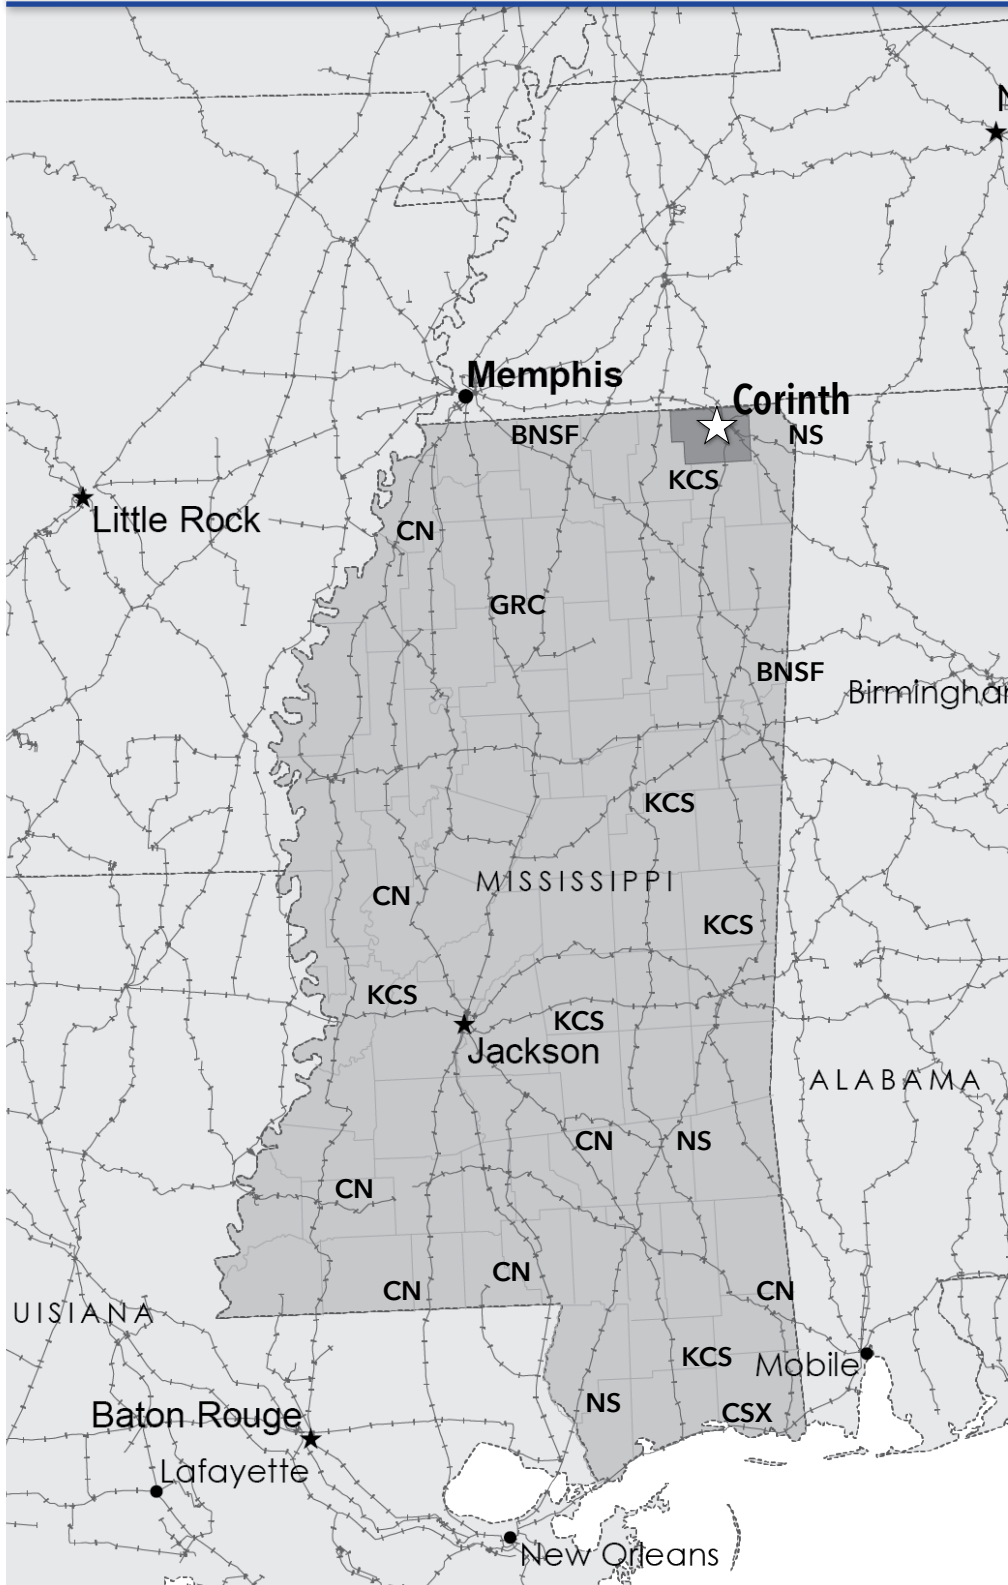 N
Memphis
Corinth
BNSF
NS
KCS
Little Rock
CN
GRC
BNSF
Birmingham
KCS
MISSISSIPPI
CN
KCS
KCS
KCS
Jackson
ALABAMA
CN
NS
CN
CN
CN
CN
UISIANA
KCS
Mobile
NS
CSX
Baton Rouge
Lafayette
New Orleans